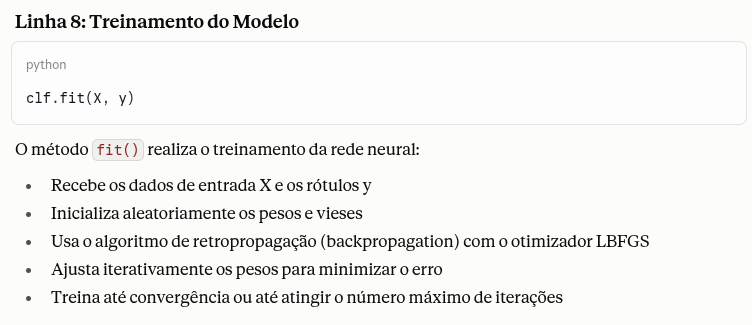 Linha 8: Treinamento do Modelo
python
clf.fit(X, y)
O método fit() realiza o treinamento da rede neural:
• Recebe os dados de entrada X e os rótulos y
• Inicializa aleatoriamente os pesos e vieses
• Usa o algoritmo de retropropagação (backpropagation) com o otimizador LBFGS
• Ajusta iterativamente os pesos para minimizar o erro
• Treina até convergência ou até atingir o número máximo de iterações